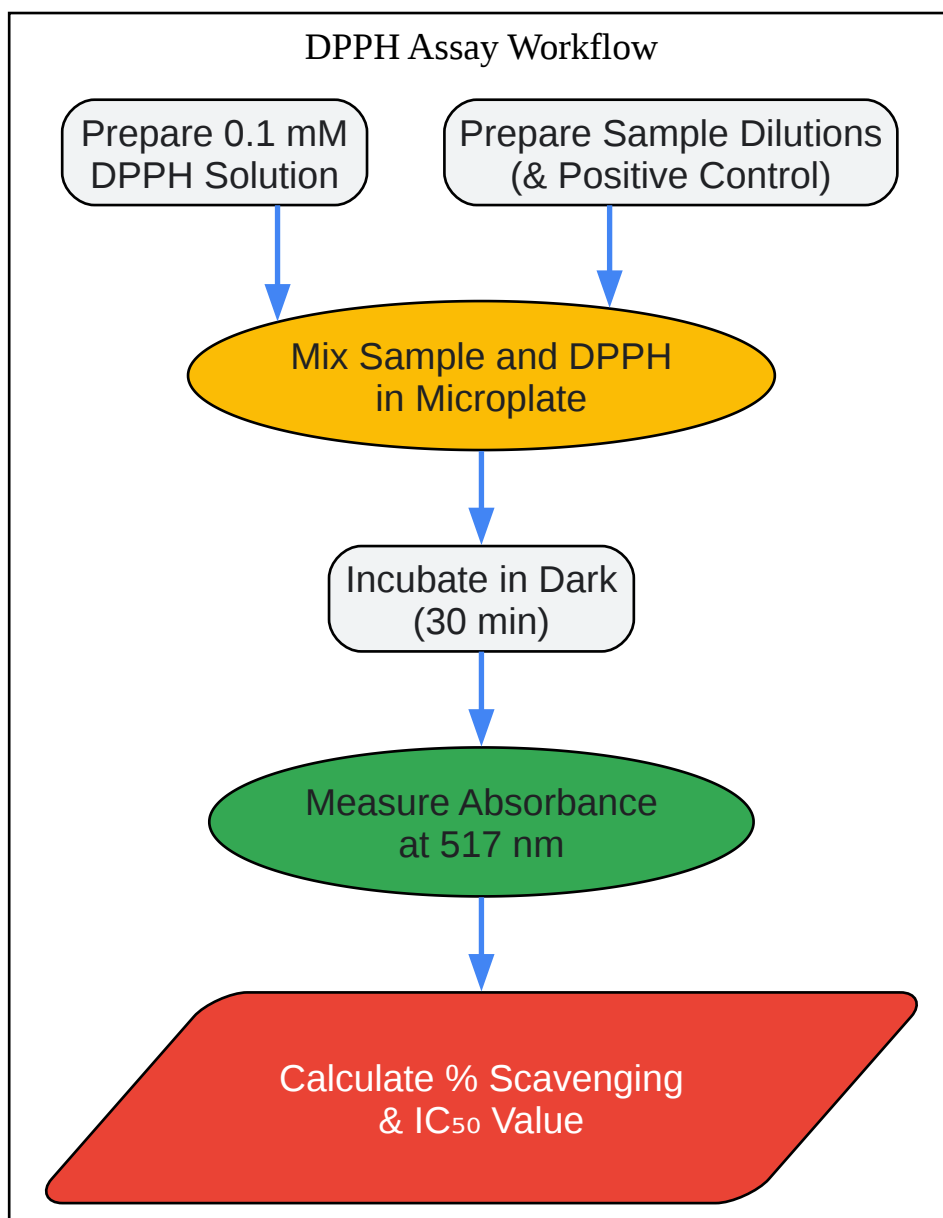 DPPH Assay Workflow
Prepare 0.1 mM
DPPH Solution
Prepare Sample Dilutions
(& Positive Control)
Mix Sample and DPPH
in Microplate
Incubate in Dark
(30 min)
Measure Absorbance
at 517 nm
Calculate % Scavenging
& IC₅₀ Value